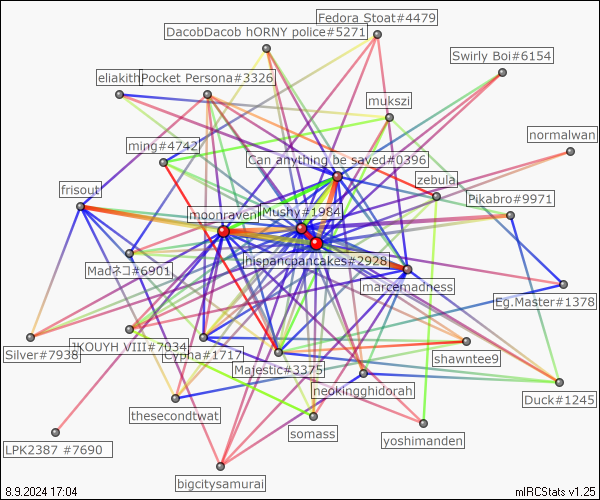 Fedora Stoat#4479
DacobDacob hORNY police#5271
Swirly Boi#6154
eliakith
Pocket Persona#3326
mukszi
normalwan
ming#4742
Can anything be saved#0396
zebula
frisout
Pikabro#9971
moonraven
Mushy#1984
hispancpancakes#2928
Madネコ#6901
marcemadness
Eg.Master#1378
JKOUYH VIII#7034
Silver#7938
Cypha#1717
shawntee9
Majestic#3375
neokingghidorah
Duck#1245
thesecondtwat
somass
yoshimanden
LPK2387 #7690
bigcitysamurai
8.9.2024 17:04
mIRCStats v1.25